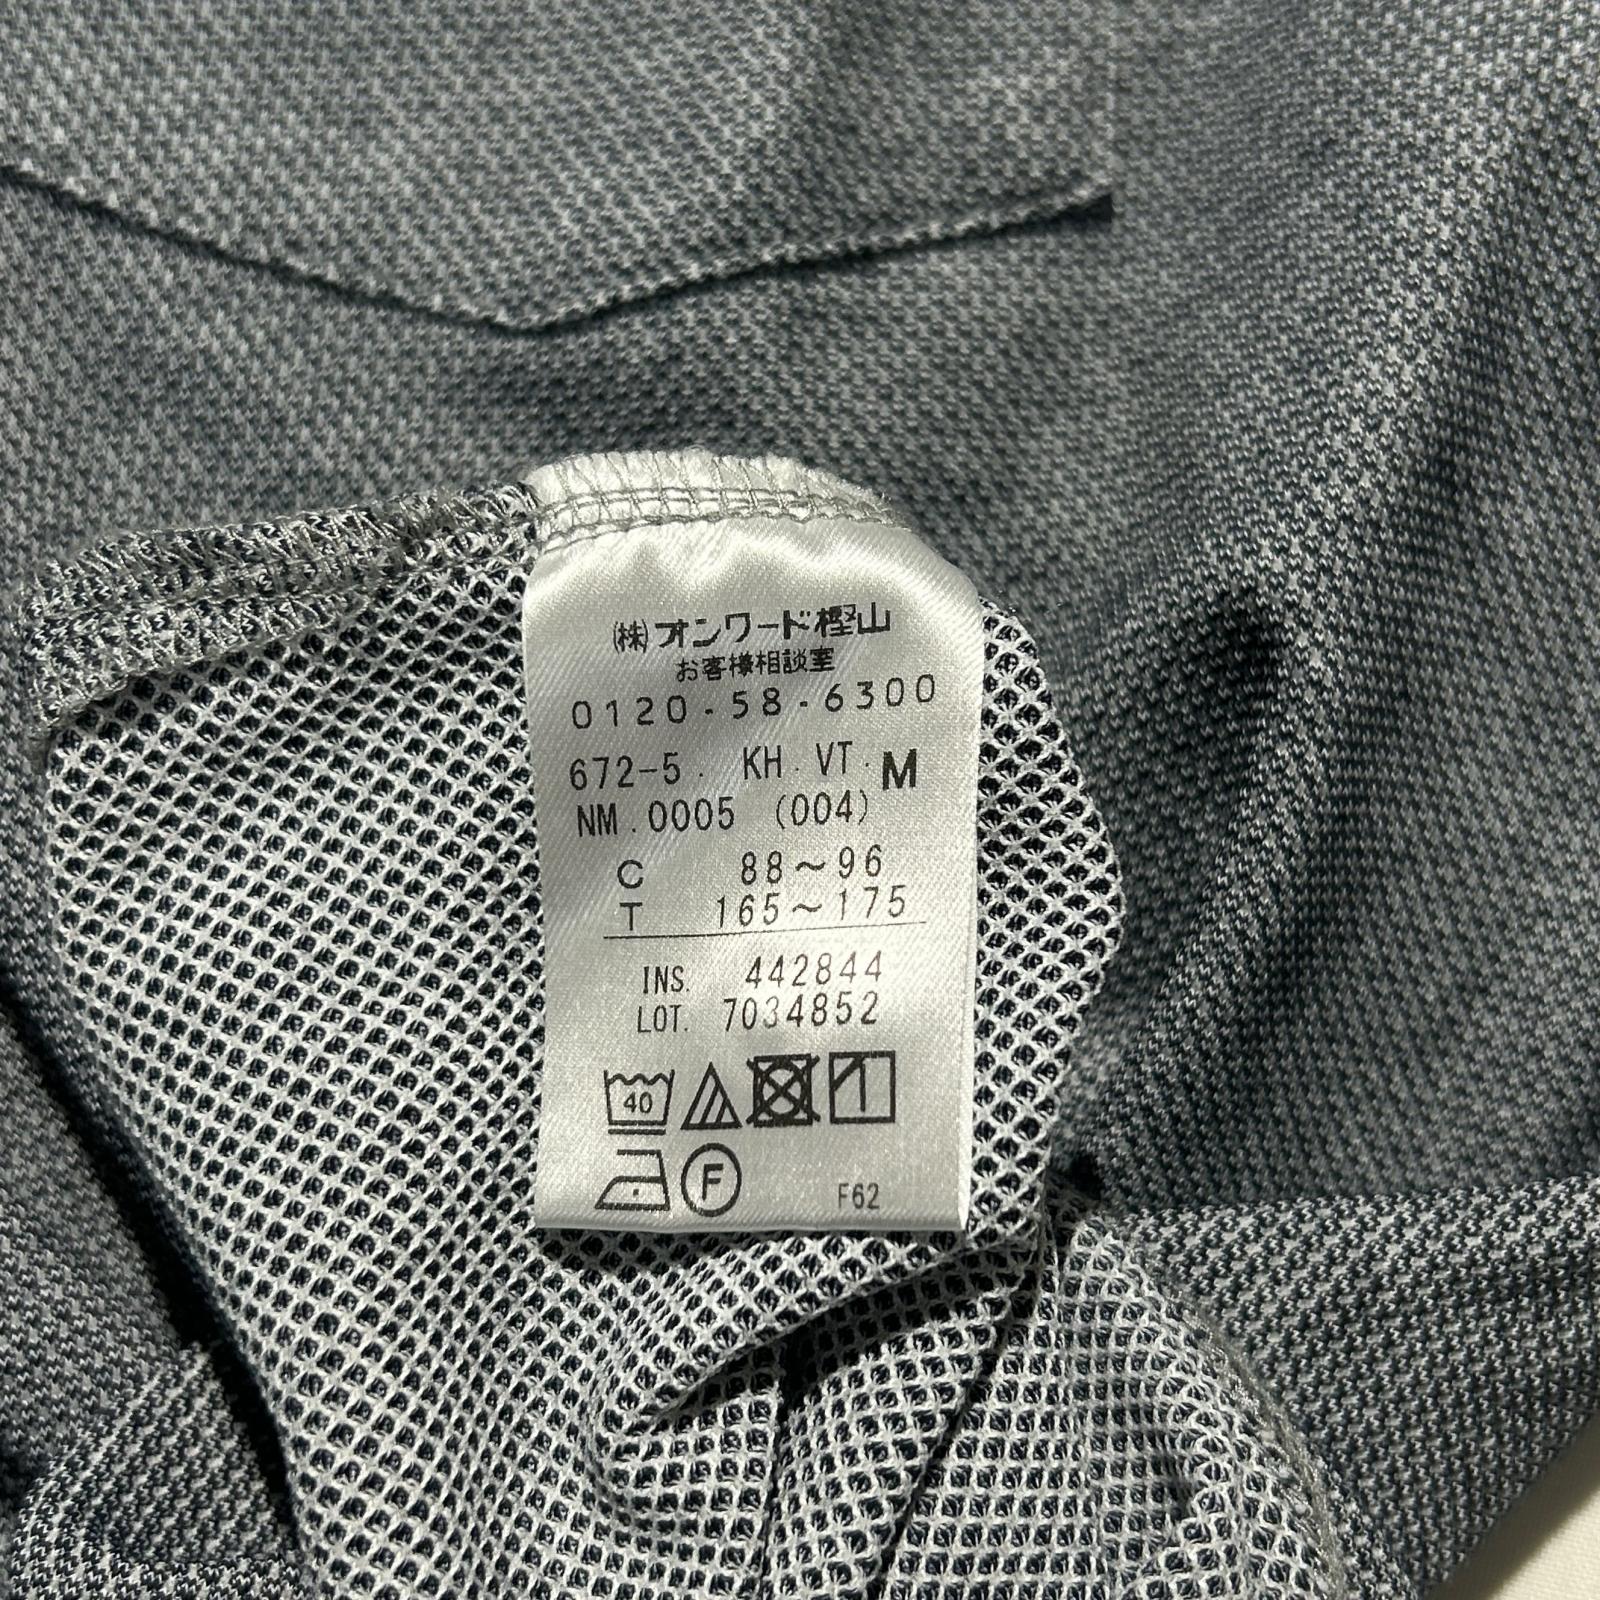 ㈱オンワード樫山
お客様相談室
0120-58-6300
672-5. KH. VT. M
NM.0005 (004)
C 88~96
T 165~175
INS. 442844
LOT. 7034852
40
F F62